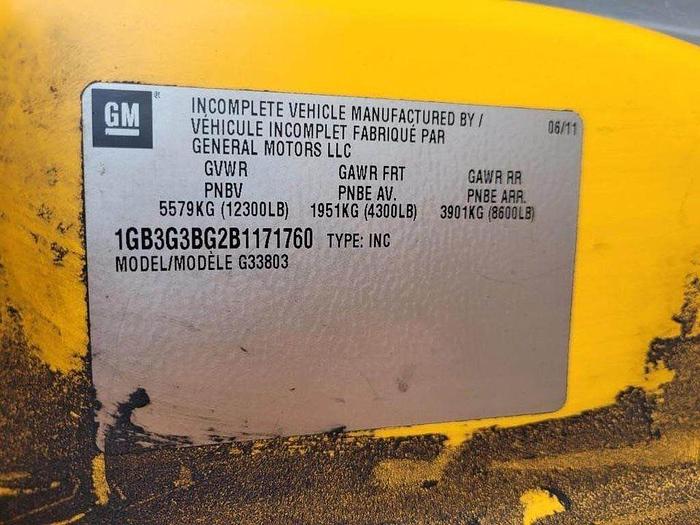 GM ®
INCOMPLETE VEHICLE MANUFACTURED BY / 06/11
VÉHICULE INCOMPLET FABRIQUÉ PAR
GENERAL MOTORS LLC
GVWR GAWR FRT GAWR RR
PNBV PNBE AV. PNBE ARR.
5579KG (12300LB) 1951KG (4300LB) 3901KG (8600LB)
1GB3G3BG2B1171760 TYPE: INC
MODEL/MODÈLE G33803